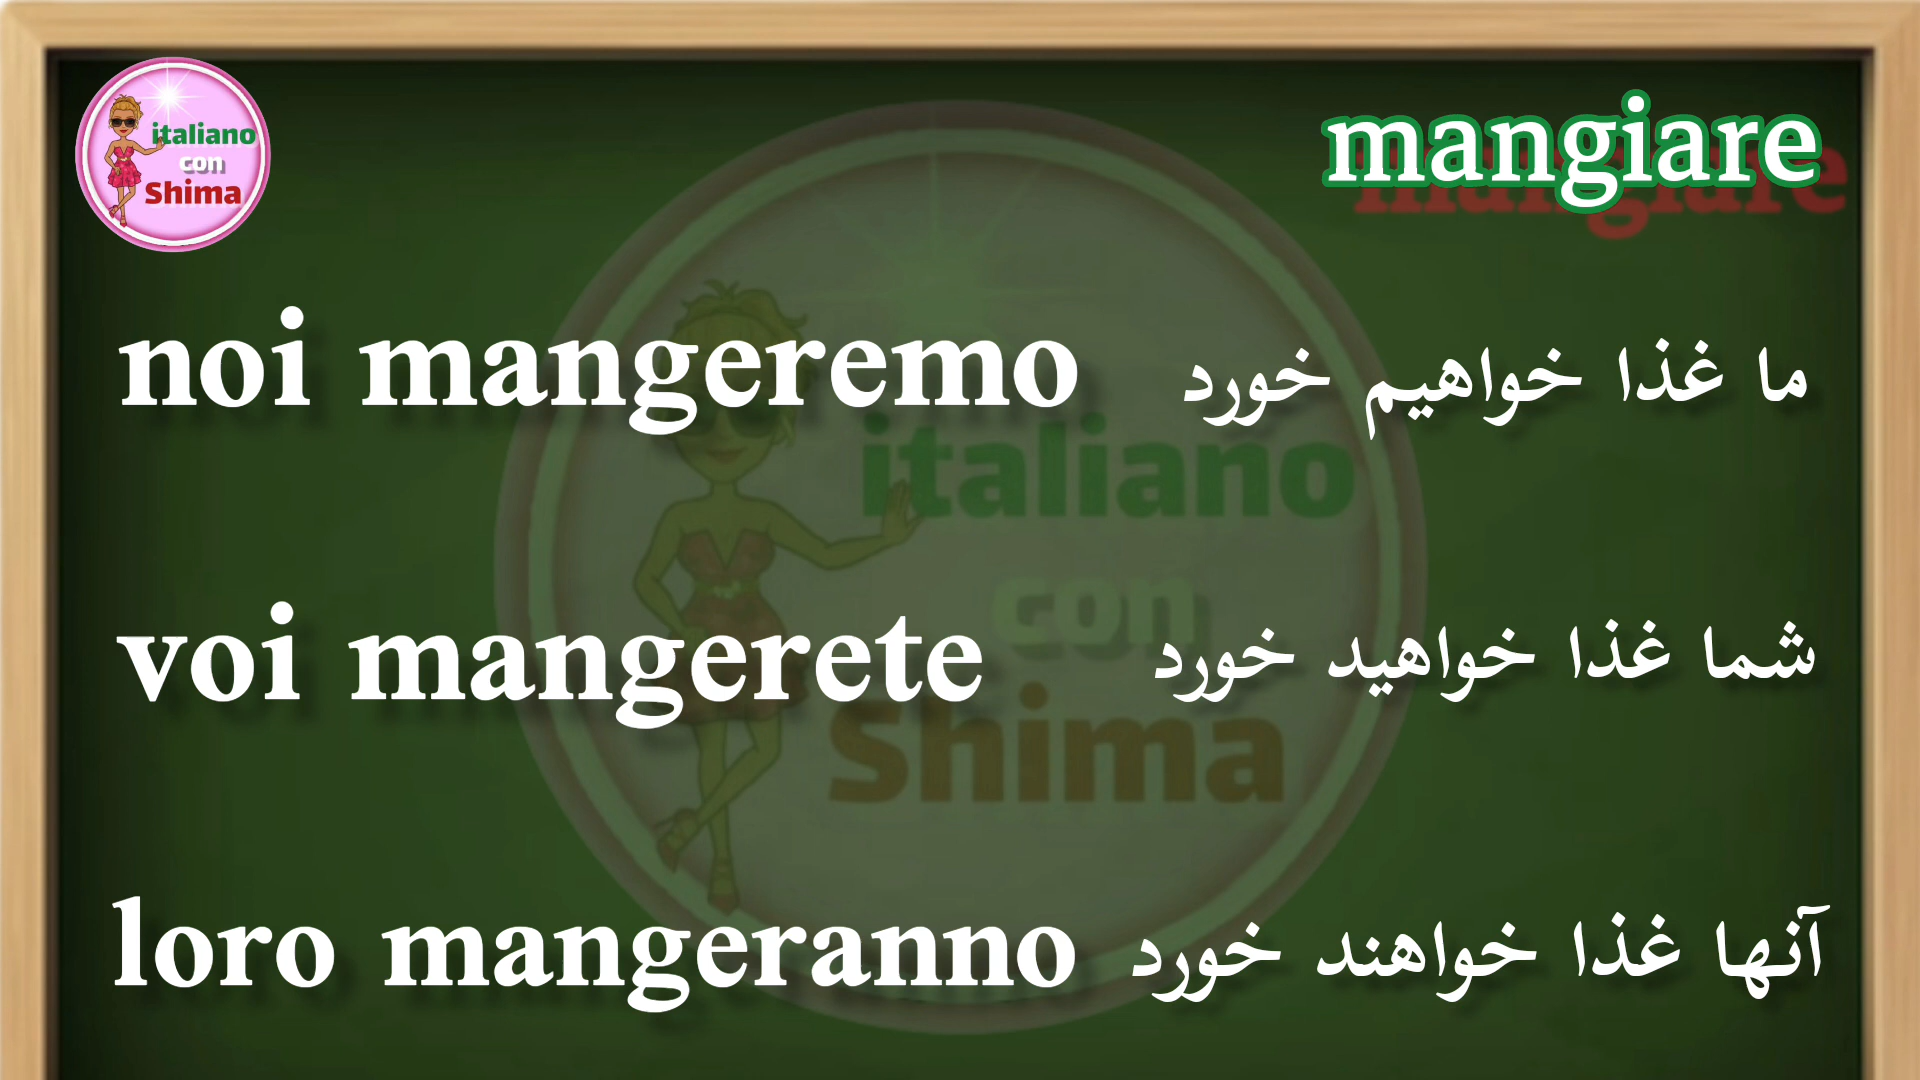 italiano
con
Shima
mangiare
noi mangeremo ما غذا خواهیم خورد
voi mangerete شما غذا خواهید خورد
loro mangeranno آنها غذا خواهند خورد
italiano
con
Shima